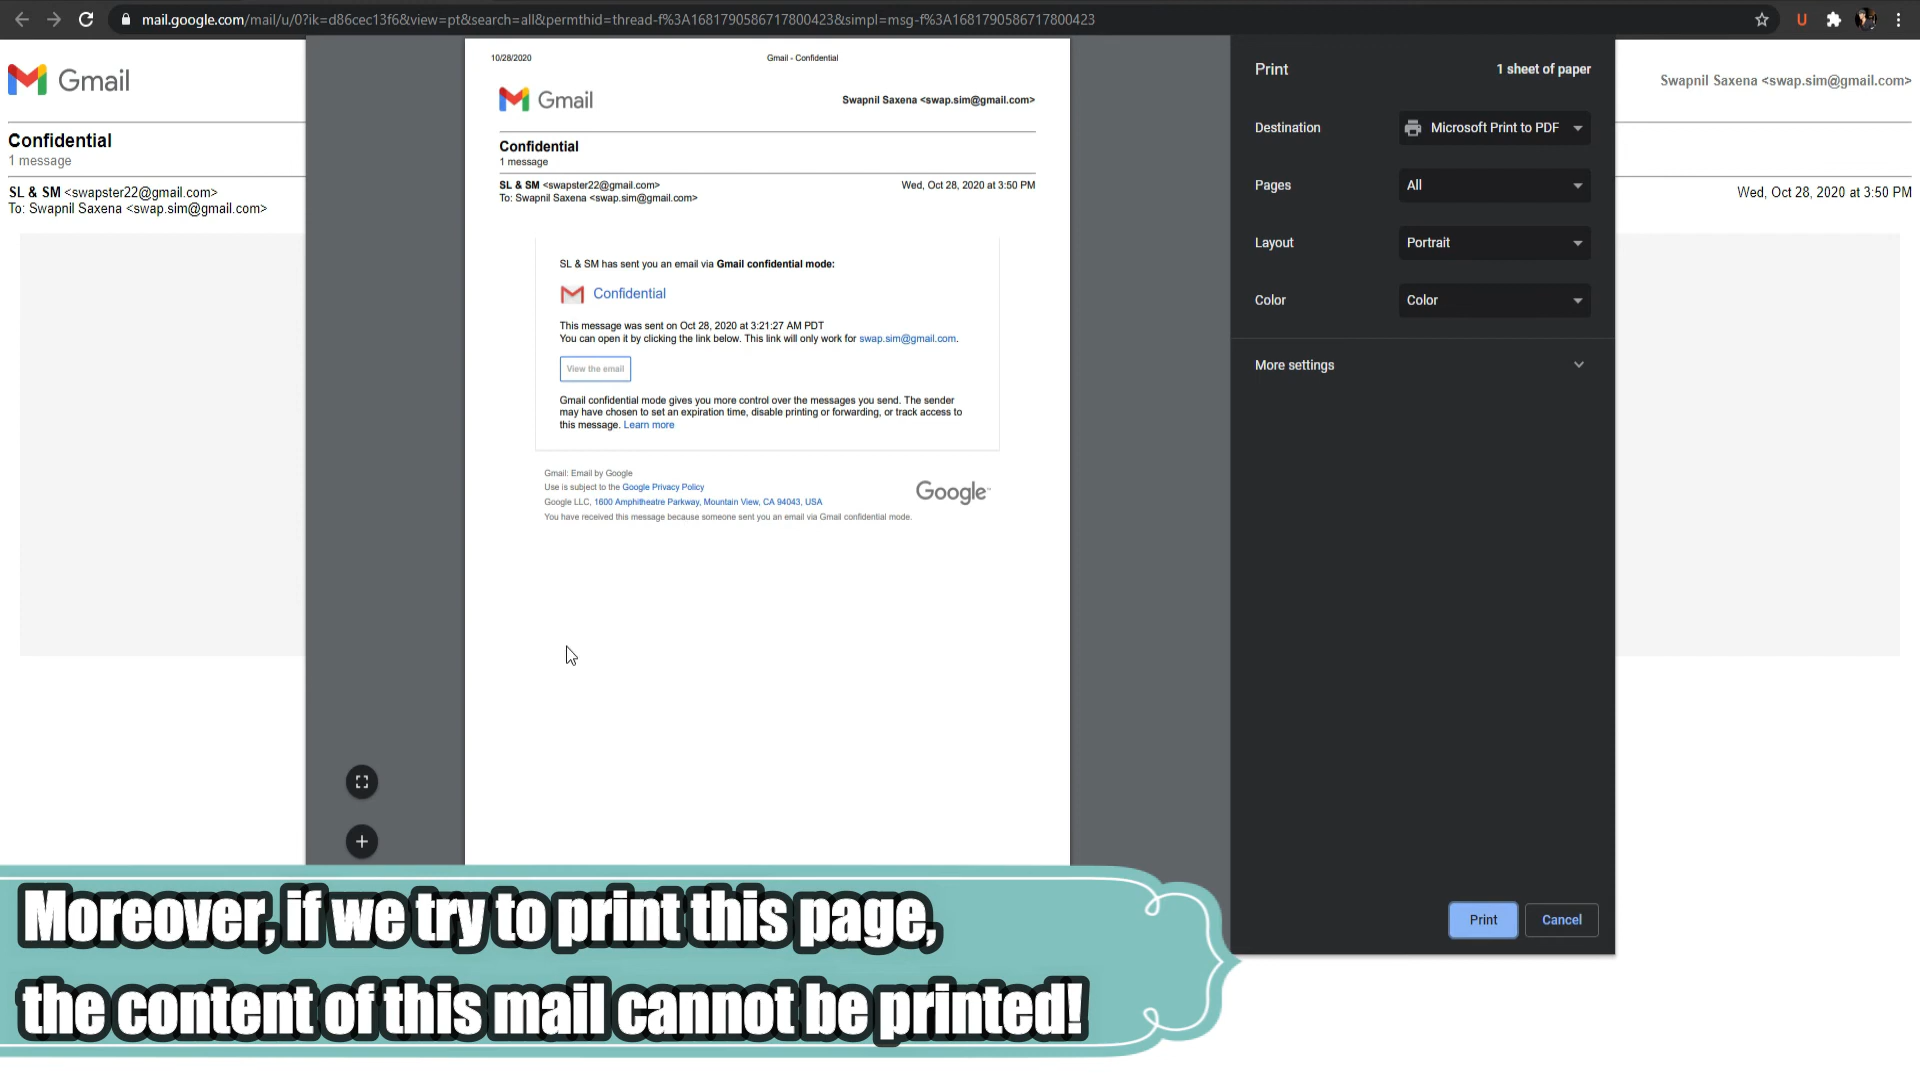 mail.google.com/mail/u/0?ik=d86cec13f6&view=pt&search=all&permthid=thread-f%3A1681790586717800423&simpl=msg-f%3A1681790586717800423
U
Gmail
Swapnil Saxena <swap.sim@gmail.com>
Confidential
1 message
SL & SM <swapster22@gmail.com>
Wed, Oct 28, 2020 at 3:50 PM
To: Swapnil Saxena <swap.sim@gmail.com>
10/28/2020
Gmail - Confidential
Gmail
Swapnil Saxena <swap.sim@gmail.com>
Confidential
1 message
SL & SM <swapster22@gmail.com>
Wed, Oct 28, 2020 at 3:50 PM
To: Swapnil Saxena <swap.sim@gmail.com>
SL & SM has sent you an email via Gmail confidential mode:
Confidential
This message was sent on Oct 28, 2020 at 3:21:27 AM PDT
You can open it by clicking the link below. This link will only work for swap.sim@gmail.com.
View the email
Gmail confidential mode gives you more control over the messages you send. The sender
may have chosen to set an expiration time, disable printing or forwarding, or track access to
this message. Learn more
Gmail: Email by Google
Use is subject to the Google Privacy Policy
Google LLC, 1600 Amphitheatre Parkway, Mountain View, CA 94043, USA
You have received this message because someone sent you an email via Gmail confidential mode.
Google™
Print
1 sheet of paper
Destination
Microsoft Print to PDF
Pages
All
Layout
Portrait
Color
Color
More settings
Print
Cancel
Moreover, if we try to print this page,
the content of this mail cannot be printed!